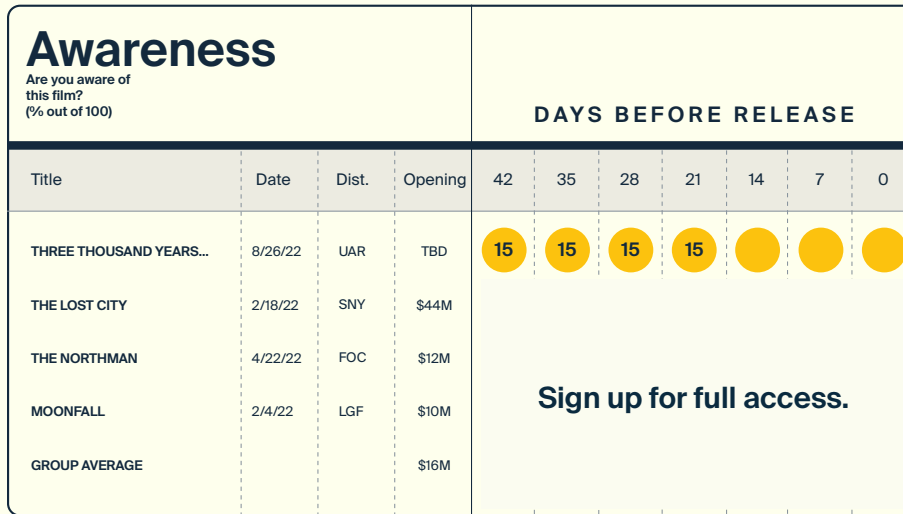 Awareness
Are you aware of
this film?
(% out of 100)
DAYS BEFORE RELEASE
Title Date Dist. Opening 42 35 28 21 14 7 0
THREE THOUSAND YEARS... 8/26/22 UAR TBD 15 15 15 15
THE LOST CITY 2/18/22 SNY $44M
THE NORTHMAN 4/22/22 FOC $12M
MOONFALL 2/4/22 LGF $10M
GROUP AVERAGE $16M
Sign up for full access.